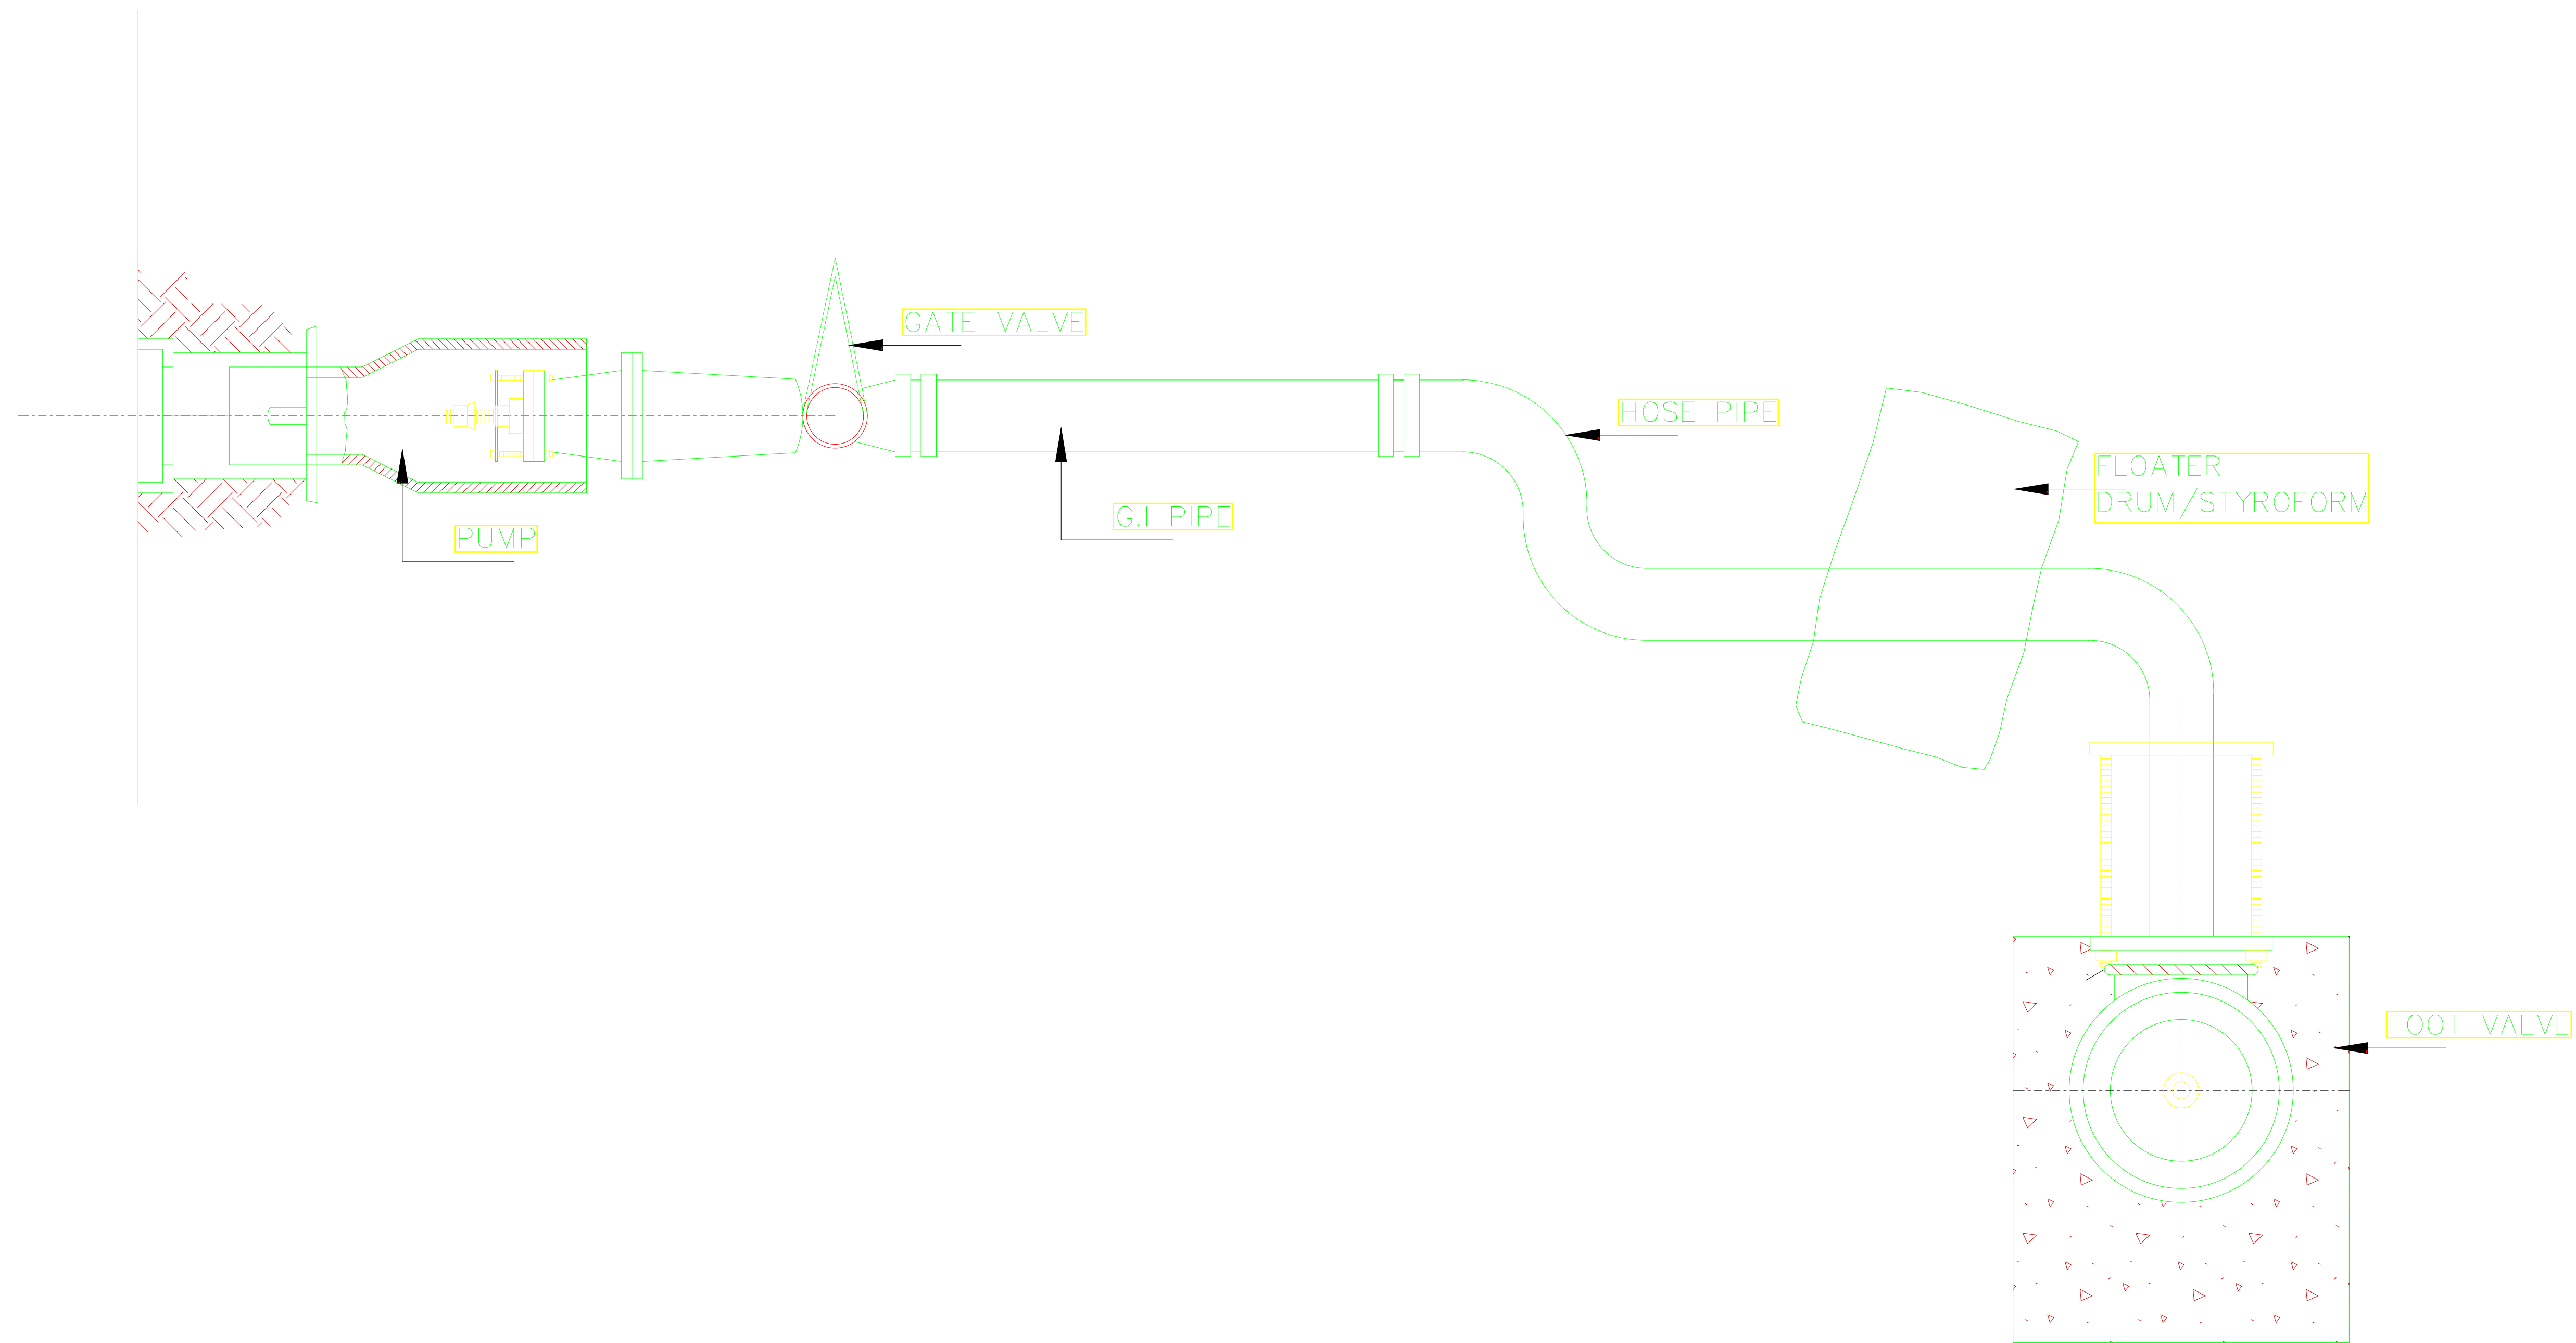 GATE VALVE
HOSE PIPE
FLOATER
DRUM/STYROFORM
G.I PIPE
PUMP
FOOT VALVE